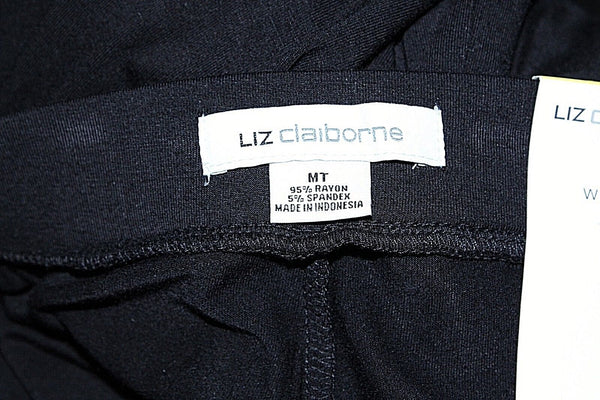 LIZ claiborne
MT
95% RAYON
5% SPANDEX
MADE IN INDONESIA
LIZ
W